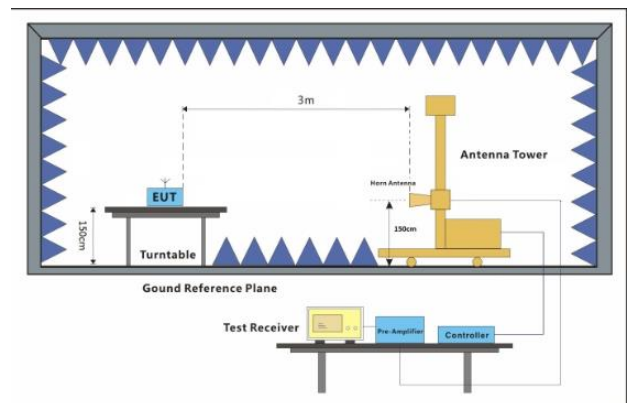 3m
Antenna Tower
Horn Antenna
EUT
150cm
150cm
Turntable
Gound Reference Plane
Test Receiver
Pre-Amplifier
Controller